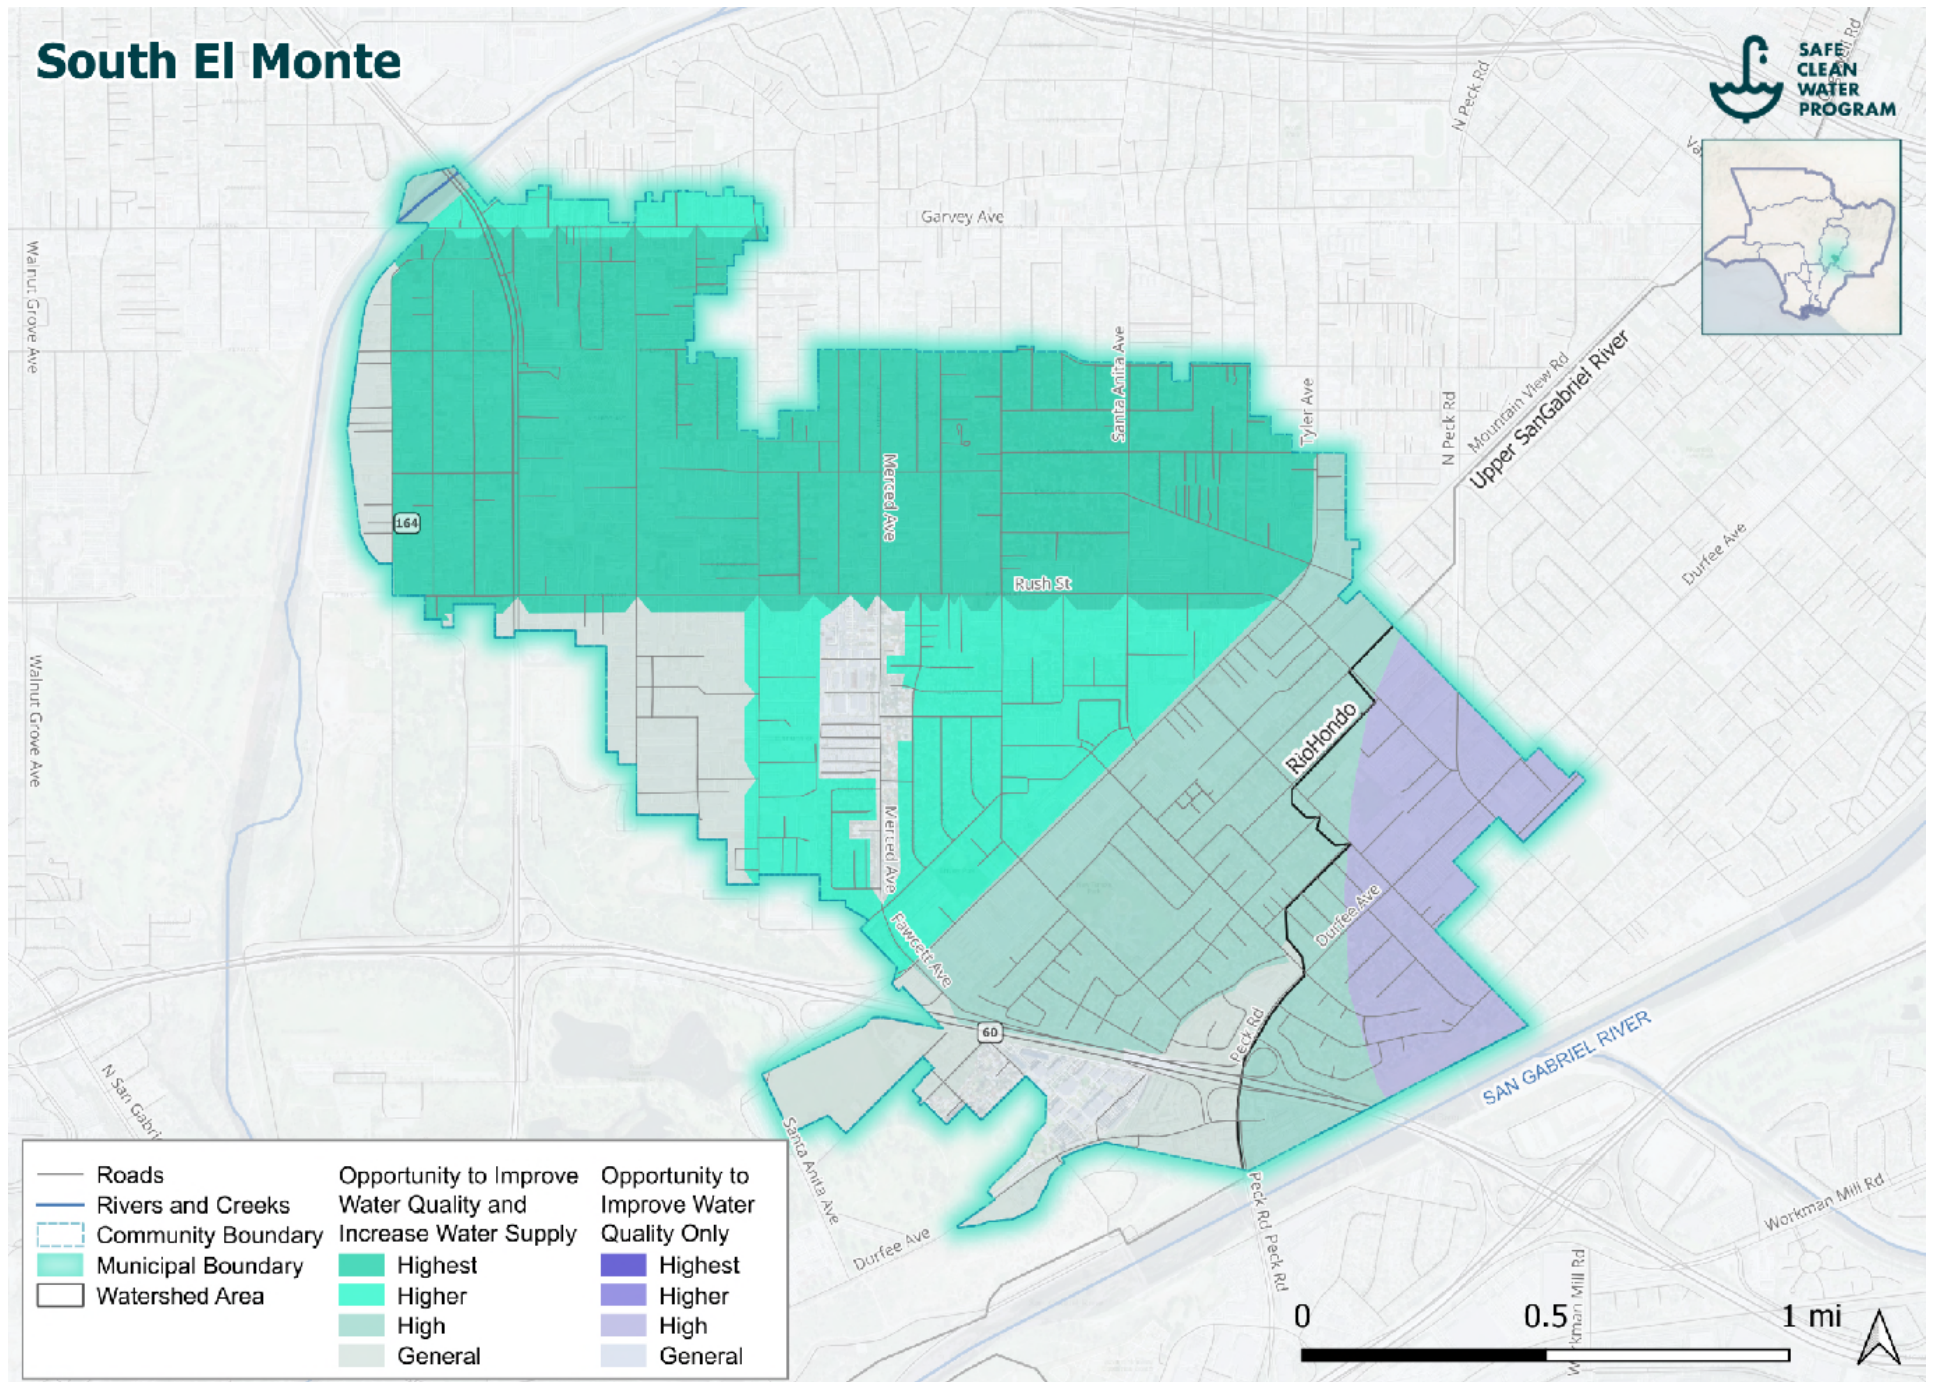 South El Monte
SAFE
CLEAN
WATER
PROGRAM
N Peck Rd
Garvey Ave
Walnut Grove Ave
Santa Anita Ave
Tyler Ave
N Peck Rd
Mountain View Rd
Upper SanGabriel River
Merced Ave
164
Durfee Ave
Rush St
Walnut Grove Ave
RioHondo
Merced Ave
Durfee Ave
Fawcett Ave
60
Peck Rd
SAN GABRIEL RIVER
N San Gabri
Santa Anita Ave
Durfee Ave
Peck Rd
Peck Rd
Workman Mill Rd
Workman Mill Rd
Roads
Rivers and Creeks
Community Boundary
Municipal Boundary
Watershed Area
Opportunity to Improve
Water Quality and
Increase Water Supply
Highest
Higher
High
General
Opportunity to
Improve Water
Quality Only
Highest
Higher
High
General
0 0.5 1 mi